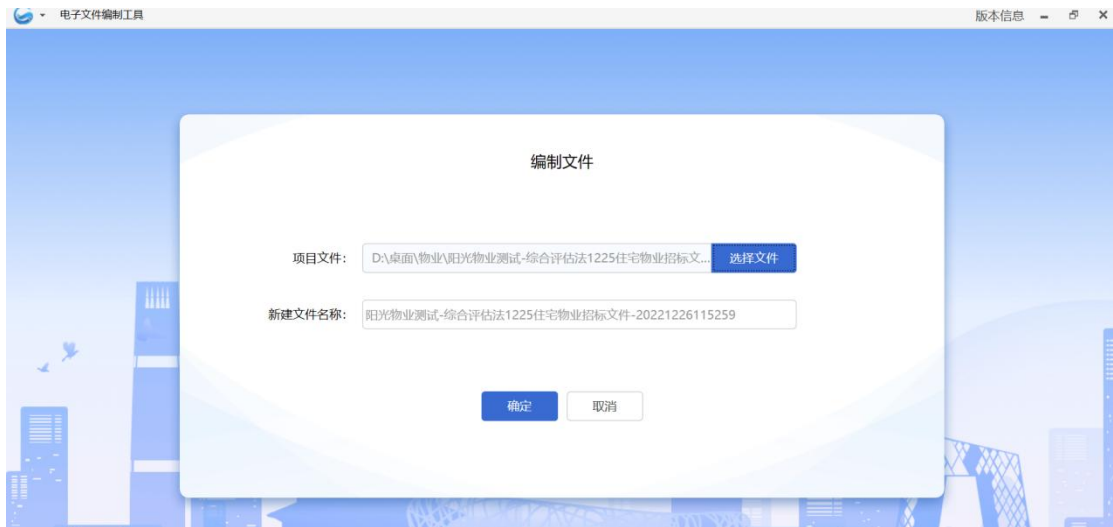 电子文件编制工具
版本信息
编制文件
项目文件: D:\桌面\物业\阳光物业测试-综合评估法1225住宅物业招标文... 选择文件
新建文件名称: 阳光物业测试-综合评估法1225住宅物业招标文件-20221226115259
确定 取消